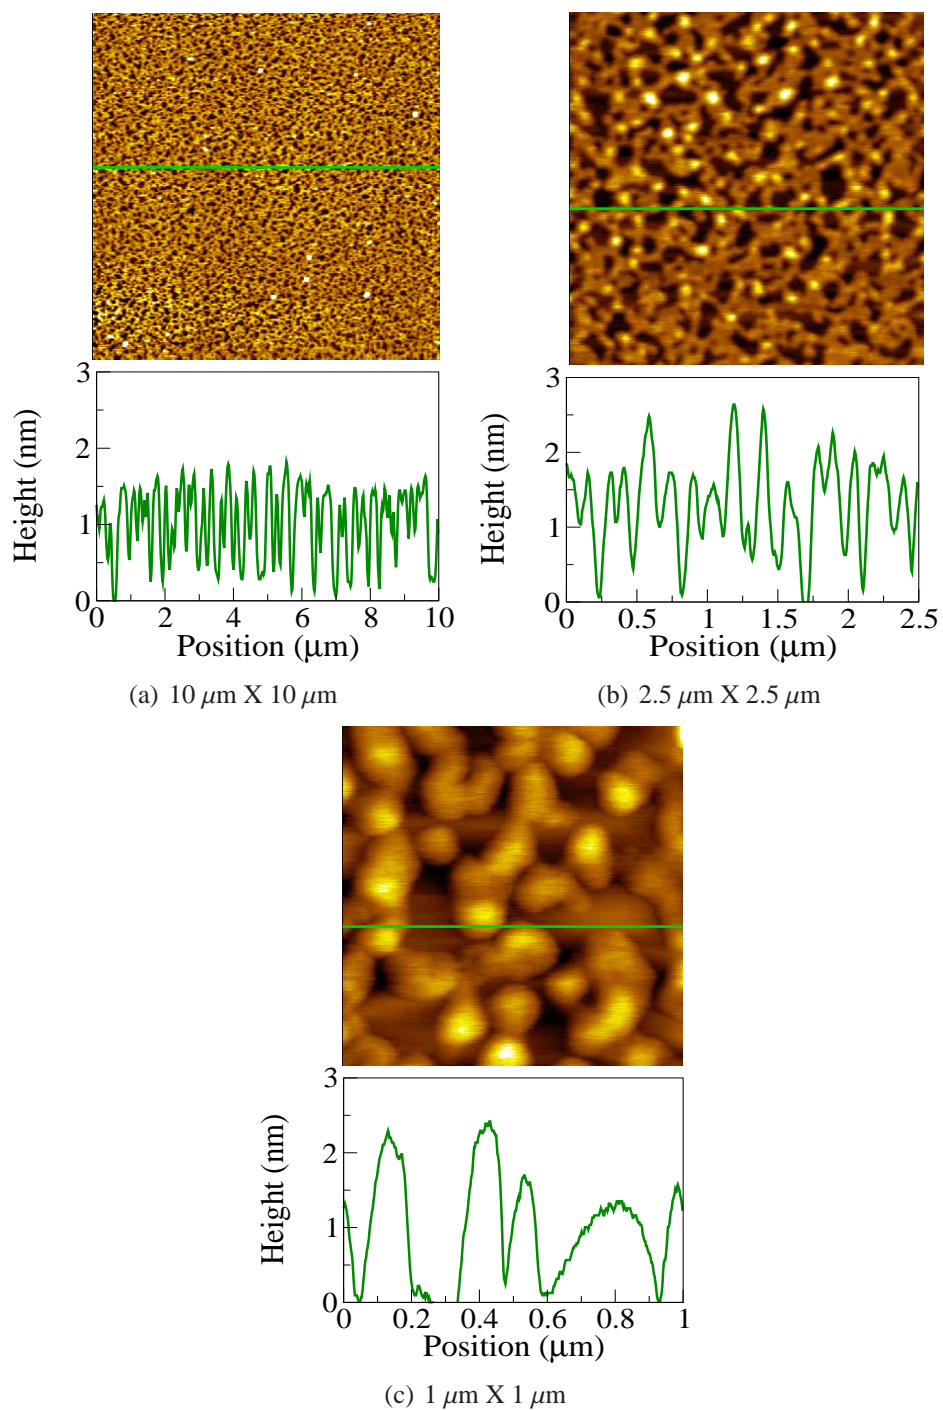 3
2
1
0
Height (nm)
0 2 4 6 8 10
Position (μm)
(a) 10 μm X 10 μm
3
2
1
0
Height (nm)
0 0.5 1 1.5 2 2.5
Position (μm)
(b) 2.5 μm X 2.5 μm
3
2
1
0
Height (nm)
0 0.2 0.4 0.6 0.8 1
Position (μm)
(c) 1 μm X 1 μm